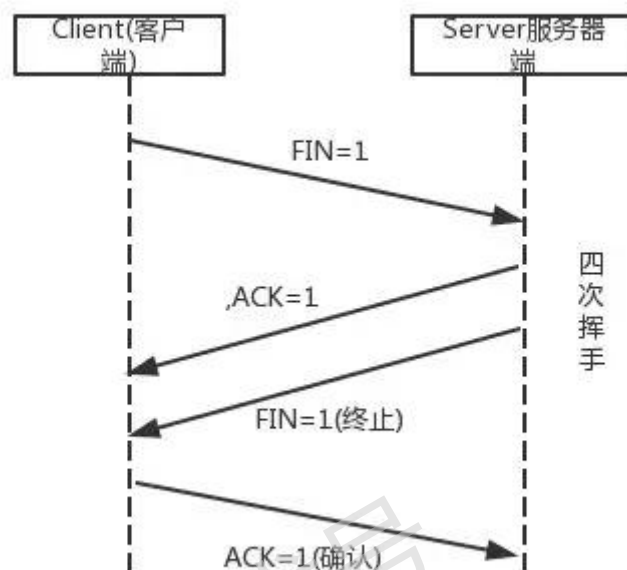 Client(客户
端)
Server服务器
端
FIN=1
,ACK=1
FIN=1(终止)
ACK=1(确认)
四
次
挥
手
号